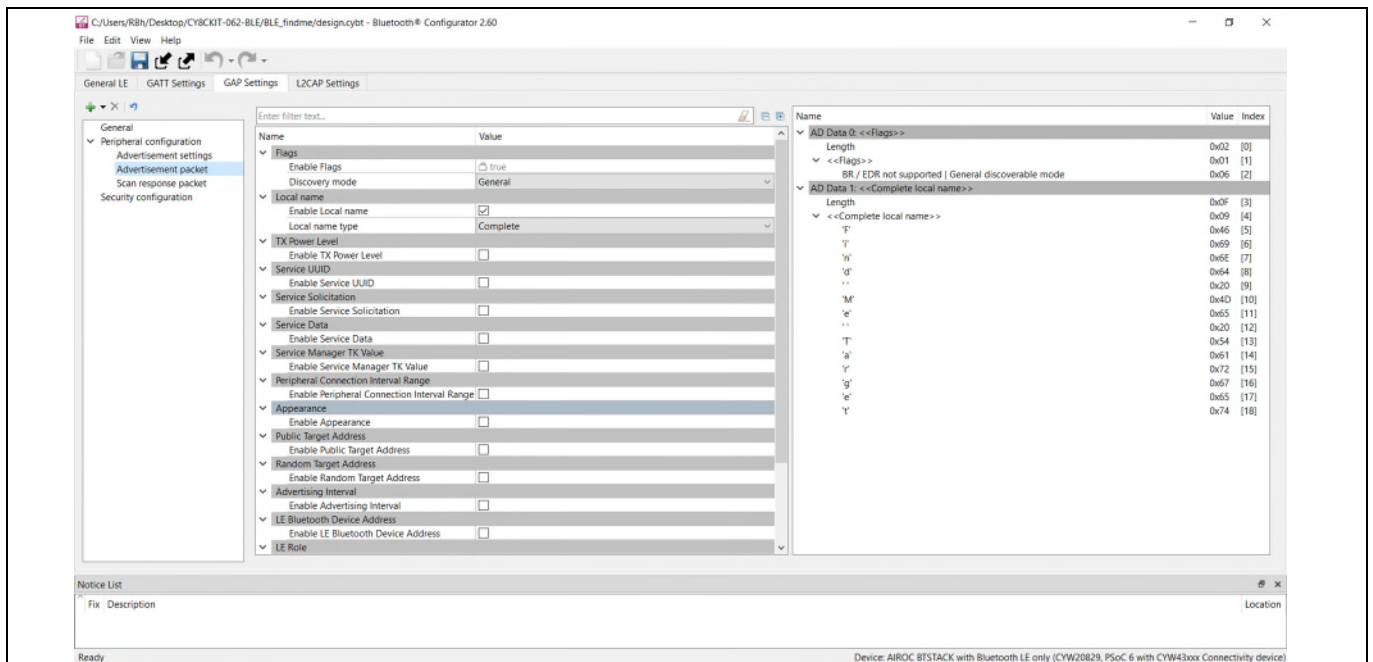 C:/Users/RBh/Desktop/CY8CKIT-062-BLE/BLE_findme/design.cybt - Bluetooth® Configurator 2.60
File Edit View Help
General LE GATT Settings GAP Settings L2CAP Settings
General
Peripheral configuration
Advertisement settings
Advertisement packet
Scan response packet
Security configuration
Enter filter text...
Name Value
Flags
Enable Flags true
Discovery mode General
Local name
Enable Local name
Local name type Complete
TX Power Level
Enable TX Power Level
Service UUID
Enable Service UUID
Service Solicitation
Enable Service Solicitation
Service Data
Enable Service Data
Service Manager TK Value
Enable Service Manager TK Value
Peripheral Connection Interval Range
Enable Peripheral Connection Interval Range
Appearance
Enable Appearance
Public Target Address
Enable Public Target Address
Random Target Address
Enable Random Target Address
Advertising Interval
Enable Advertising Interval
LE Bluetooth Device Address
Enable LE Bluetooth Device Address
LE Role
Name Value Index
AD Data 0: <<Flags>>
Length 0x02 [0]
<<Flags>> 0x01 [1]
BR / EDR not supported | General discoverable mode 0x06 [2]
AD Data 1: <<Complete local name>>
Length 0x0F [3]
<<Complete local name>> 0x09 [4]
'F' 0x46 [5]
'i' 0x69 [6]
'n' 0x6E [7]
'd' 0x64 [8]
' ' 0x20 [9]
'M' 0x4D [10]
'e' 0x65 [11]
' ' 0x20 [12]
'T' 0x54 [13]
'a' 0x61 [14]
'r' 0x72 [15]
'g' 0x67 [16]
'e' 0x65 [17]
't' 0x74 [18]
Notice List
Fix Description Location
Ready Device: AIROC BTSTACK with Bluetooth LE only (CYW20829, PSoC 6 with CYW43xxx Connectivity device)